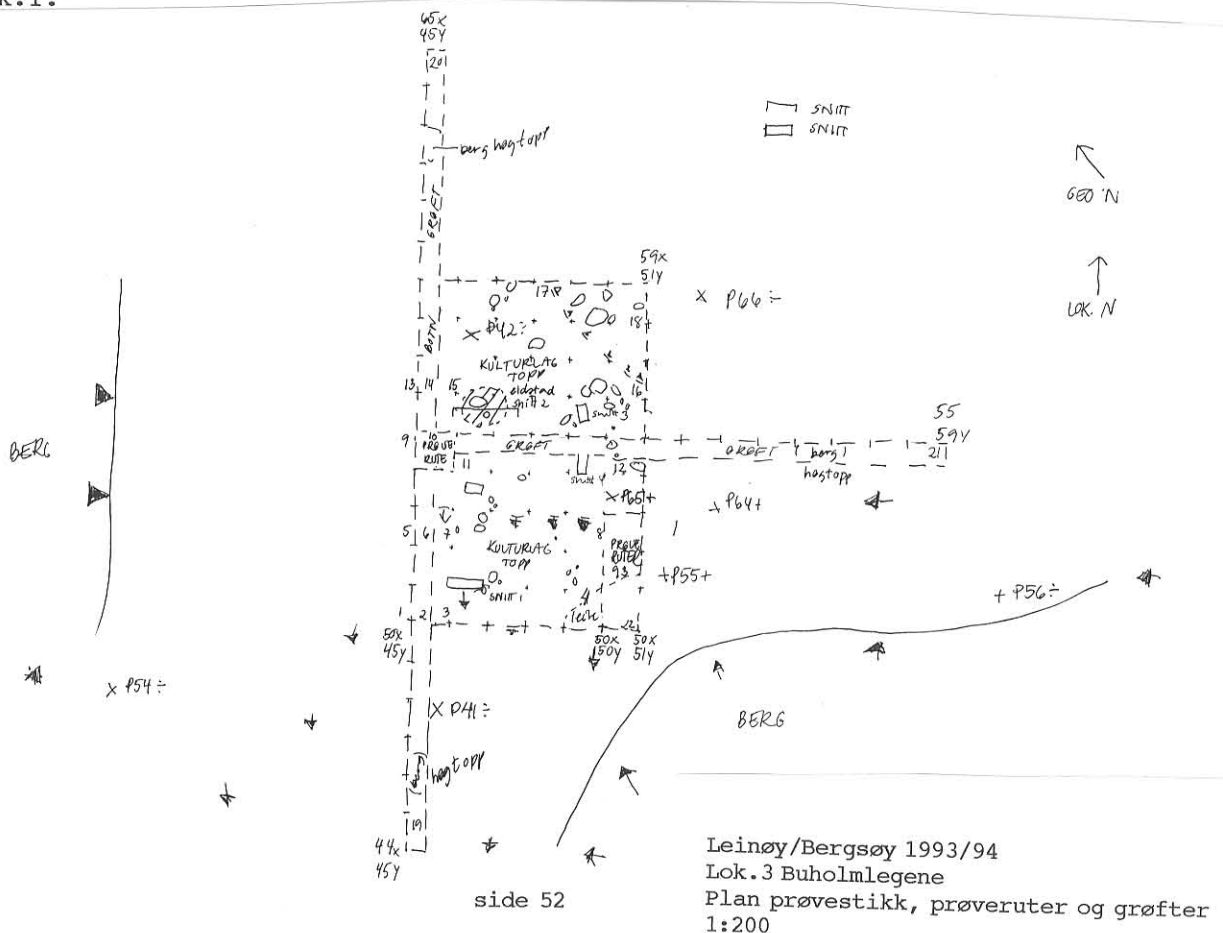 65x
45Y
20
SNITT
SNITT
berg høgtopp
GEO N
GRØFT
59x
51Y
LOK. N
17
X P66 ÷
X P42 ÷
18
BOTN
KULTURLAG
TOPP
13 14 15
eldstad
snitt 2
16
snitt 3
55
59Y
BERG
9 10
PRØVE
RUTE
GRØFT
GRØFT
berg
høgtopp
21
11
12
snitt 4
X P65+
+ P64+
5 6 7
8
KULTURLAG
TOPP
PRØVE
RUTER
93
+P55+
SNITT 1
+ P56 ÷
1 2 3
4
50x
45Y
50x
50Y
50x
51Y
X P54 ÷
X P41 ÷
BERG
(berg)
høgtopp
19
44x
45Y
side 52
Leinøy/Bergsøy 1993/94
Lok.3 Buholmlegene
Plan prøvestikk, prøveruter og grøfter
1:200